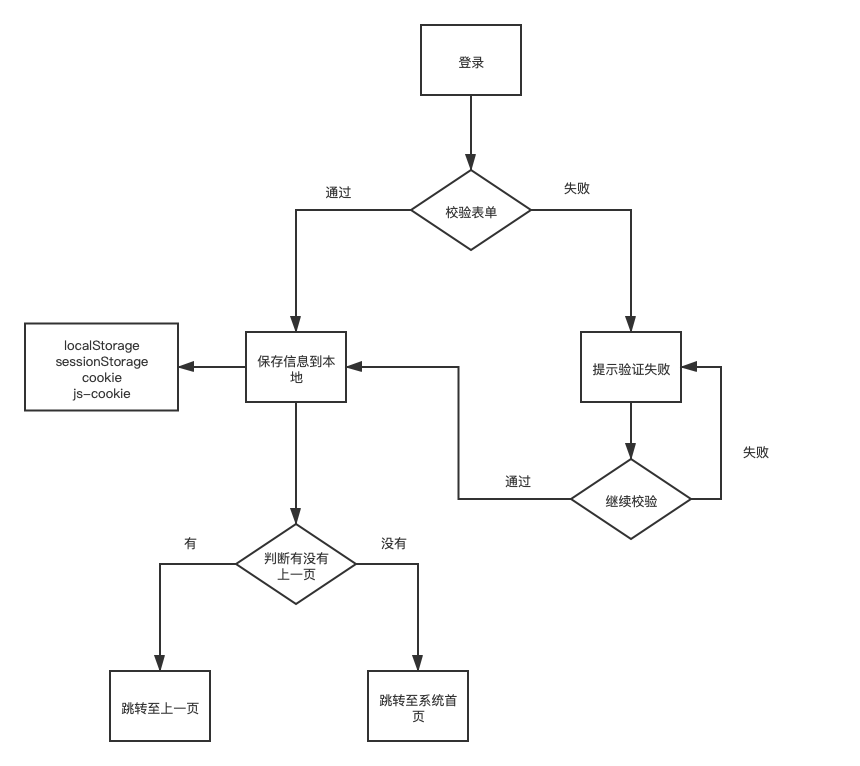 登录
通过
失败
校验表单
localStorage
sessionStorage
cookie
js-cookie
保存信息到本
地
提示验证失败
失败
通过
继续校验
有
没有
判断有没有
上一页
跳转至上一页
跳转至系统首
页